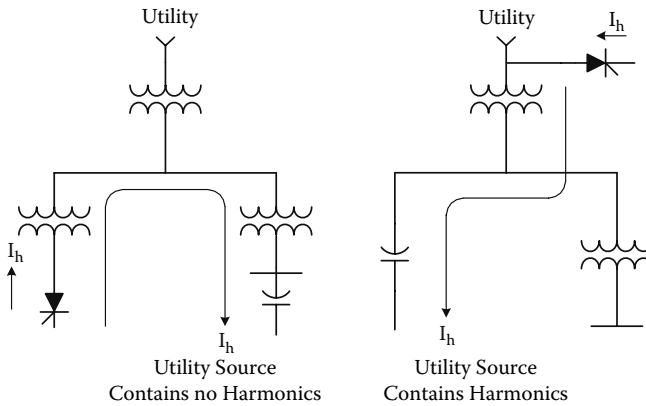 Utility
Utility
I_h
I_h
I_h
I_h
Utility Source
Contains no Harmonics
Utility Source
Contains Harmonics